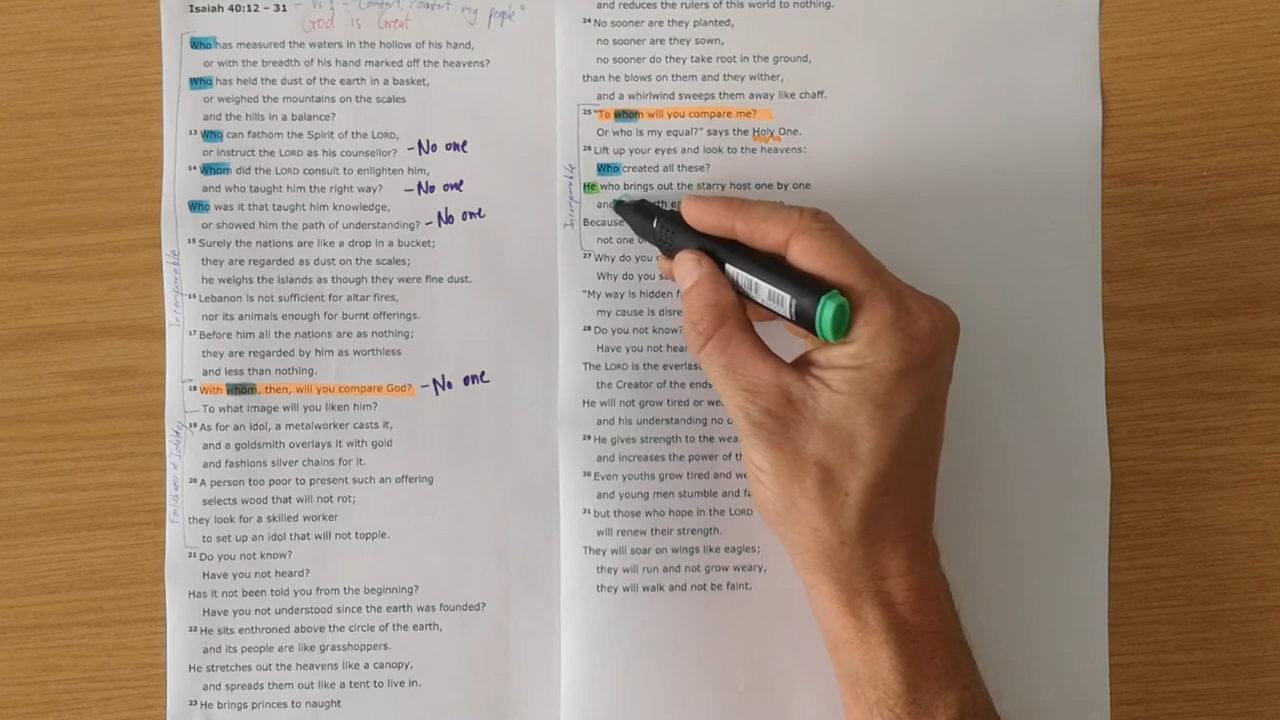 Isaiah 40:12 – 31 - Vs 1 - "Comfort, comfort my people"
God is Great
Who has measured the waters in the hollow of his hand,
or with the breadth of his hand marked off the heavens?
Who has held the dust of the earth in a basket,
or weighed the mountains on the scales
and the hills in a balance?
13 Who can fathom the Spirit of the LORD,
or instruct the LORD as his counsellor? - No one
14 Whom did the LORD consult to enlighten him,
and who taught him the right way? - No one
Who was it that taught him knowledge,
or showed him the path of understanding? - No one
15 Surely the nations are like a drop in a bucket;
they are regarded as dust on the scales;
he weighs the islands as though they were fine dust.
16 Lebanon is not sufficient for altar fires,
nor its animals enough for burnt offerings.
17 Before him all the nations are as nothing;
they are regarded by him as worthless
and less than nothing.
Incomparable
18 With whom, then, will you compare God? - No one
To what image will you liken him?
19 As for an idol, a metalworker casts it,
and a goldsmith overlays it with gold
and fashions silver chains for it.
20 A person too poor to present such an offering
selects wood that will not rot;
they look for a skilled worker
to set up an idol that will not topple.
Foolishness of Idolatry
21 Do you not know?
Have you not heard?
Has it not been told you from the beginning?
Have you not understood since the earth was founded?
22 He sits enthroned above the circle of the earth,
and its people are like grasshoppers.
He stretches out the heavens like a canopy,
and spreads them out like a tent to live in.
23 He brings princes to naught
and reduces the rulers of this world to nothing.
24 No sooner are they planted,
no sooner are they sown,
no sooner do they take root in the ground,
than he blows on them and they wither,
and a whirlwind sweeps them away like chaff.
25 "To whom will you compare me?
Or who is my equal?" says the Holy One.
26 Lift up your eyes and look to the heavens:
Who created all these?
He who brings out the starry host one by one
and
Because
not one
Incomparable
27 Why do you
Why do you
"My way is hidden
my cause is
28 Do you not know?
Have you not
The LORD is the
the Creator of the
He will not grow tired or
and his understanding no
29 He gives strength to the
and increases the power of
30 Even youths grow tired and
and young men stumble and
31 but those who hope in the LORD
will renew their strength.
They will soar on wings like eagles;
they will run and not grow weary,
they will walk and not be faint.